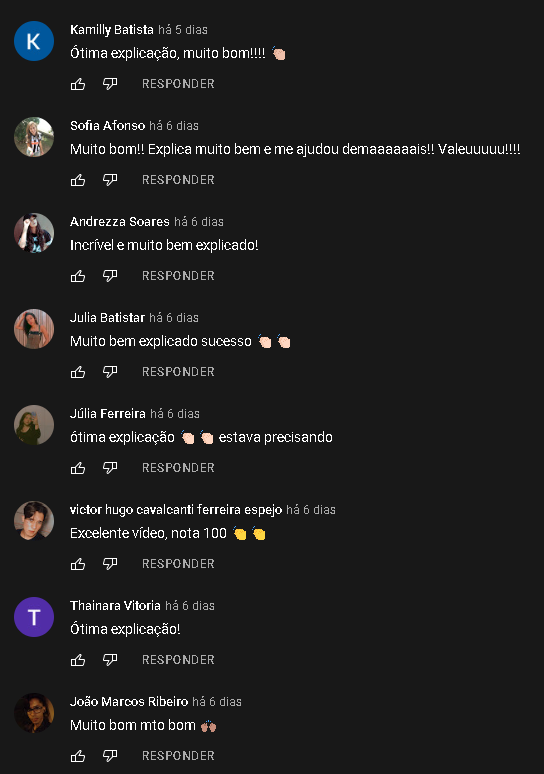 K
Kamilly Batista há 5 dias
Ótima explicação, muito bom!!!! 👏🏻
RESPONDER
Sofia Afonso há 6 dias
Muito bom!! Explica muito bem e me ajudou demaaaaaais!! Valeuuuuu!!!!
RESPONDER
Andrezza Soares há 6 dias
Incrível e muito bem explicado!
RESPONDER
Julia Batistar há 6 dias
Muito bem explicado sucesso 👏🏻 👏🏻
RESPONDER
Júlia Ferreira há 6 dias
ótima explicação 👏🏻 👏🏻 estava precisando
RESPONDER
victor hugo cavalcanti ferreira espejo há 6 dias
Excelente vídeo, nota 100 👏 👏
RESPONDER
T
Thainara Vitoria há 6 dias
Ótima explicação!
RESPONDER
João Marcos Ribeiro há 6 dias
Muito bom mto bom 🙌🏽
RESPONDER